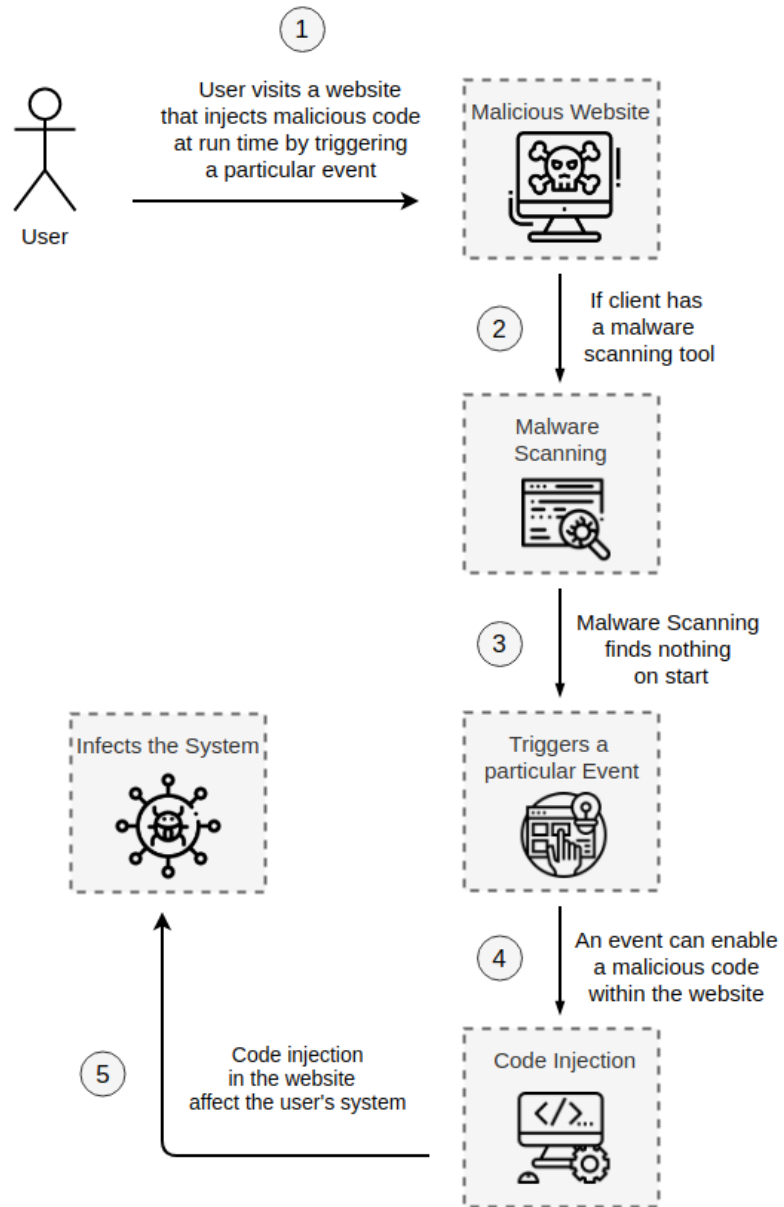 1
User visits a website
that injects malicious code
at run time by triggering
a particular event
User
Malicious Website
2
If client has
a malware
scanning tool
Malware
Scanning
3
Malware Scanning
finds nothing
on start
Triggers a
particular Event
4
An event can enable
a malicious code
within the website
Code Injection
</>...
5
Code injection
in the website
affect the user's system
Infects the System